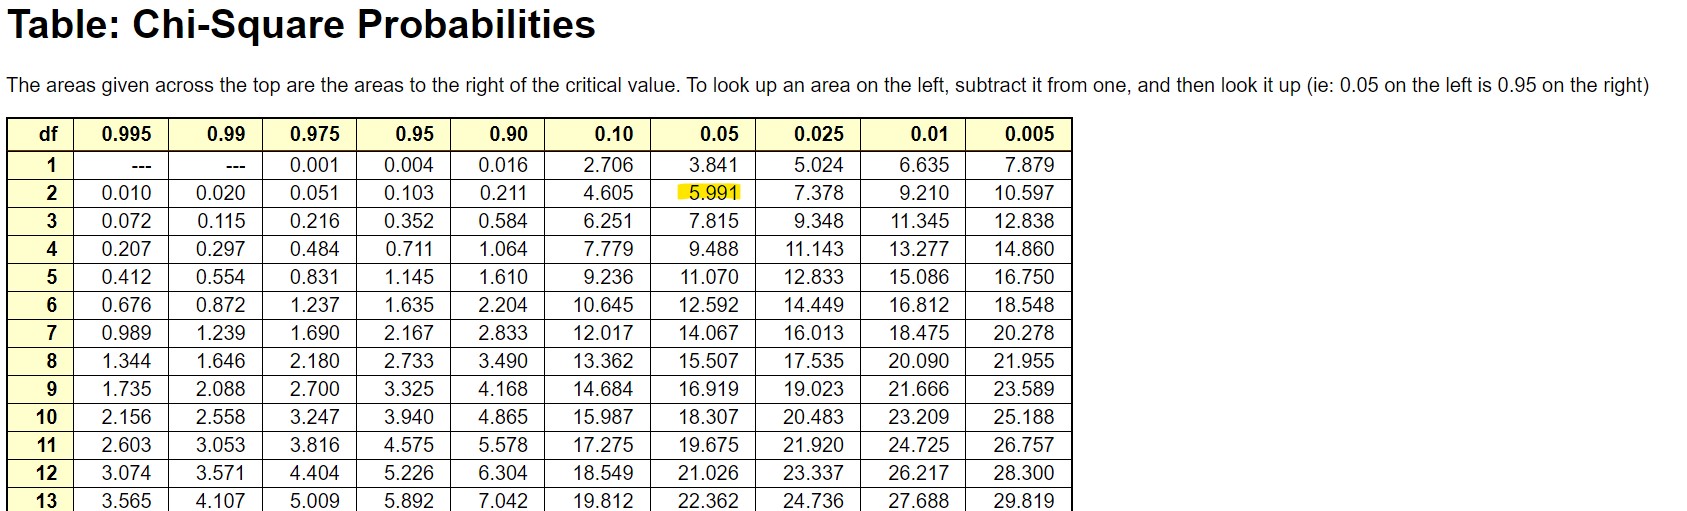 Table: Chi-Square Probabilities
The areas given across the top are the areas to the right of the critical value. To look up an area on the left, subtract it from one, and then look it up (ie: 0.05 on the left is 0.95 on the right)
df 0.995 0.99 0.975 0.95 0.90 0.10 0.05 0.025 0.01 0.005
1 --- --- 0.001 0.004 0.016 2.706 3.841 5.024 6.635 7.879
2 0.010 0.020 0.051 0.103 0.211 4.605 5.991 7.378 9.210 10.597
3 0.072 0.115 0.216 0.352 0.584 6.251 7.815 9.348 11.345 12.838
4 0.207 0.297 0.484 0.711 1.064 7.779 9.488 11.143 13.277 14.860
5 0.412 0.554 0.831 1.145 1.610 9.236 11.070 12.833 15.086 16.750
6 0.676 0.872 1.237 1.635 2.204 10.645 12.592 14.449 16.812 18.548
7 0.989 1.239 1.690 2.167 2.833 12.017 14.067 16.013 18.475 20.278
8 1.344 1.646 2.180 2.733 3.490 13.362 15.507 17.535 20.090 21.955
9 1.735 2.088 2.700 3.325 4.168 14.684 16.919 19.023 21.666 23.589
10 2.156 2.558 3.247 3.940 4.865 15.987 18.307 20.483 23.209 25.188
11 2.603 3.053 3.816 4.575 5.578 17.275 19.675 21.920 24.725 26.757
12 3.074 3.571 4.404 5.226 6.304 18.549 21.026 23.337 26.217 28.300
13 3.565 4.107 5.009 5.892 7.042 19.812 22.362 24.736 27.688 29.819